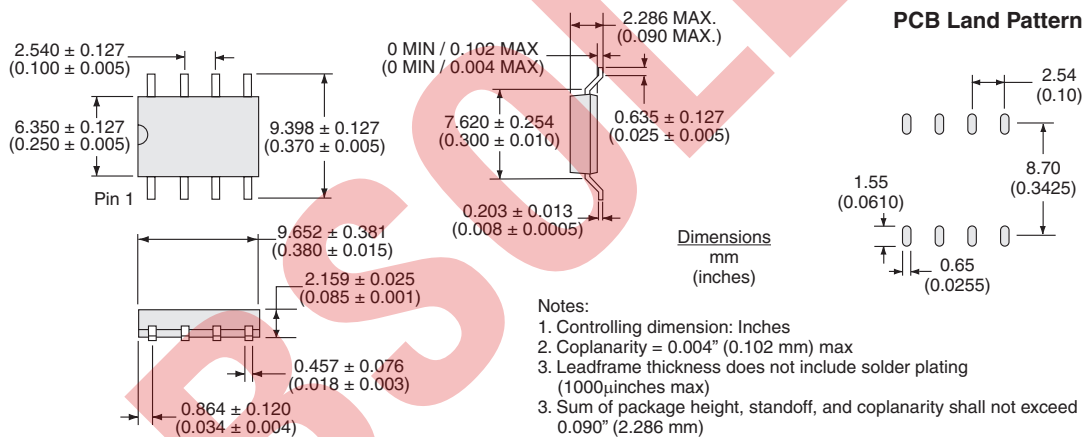 2.540 ± 0.127
(0.100 ± 0.005)
6.350 ± 0.127
(0.250 ± 0.005)
9.398 ± 0.127
(0.370 ± 0.005)
Pin 1
9.652 ± 0.381
(0.380 ± 0.015)
2.159 ± 0.025
(0.085 ± 0.001)
0.457 ± 0.076
(0.018 ± 0.003)
0.864 ± 0.120
(0.034 ± 0.004)
2.286 MAX.
(0.090 MAX.)
0 MIN / 0.102 MAX
(0 MIN / 0.004 MAX)
7.620 ± 0.254
(0.300 ± 0.010)
0.635 ± 0.127
(0.025 ± 0.005)
0.203 ± 0.013
(0.008 ± 0.0005)
PCB Land Pattern
2.54
(0.10)
8.70
(0.3425)
1.55
(0.0610)
0.65
(0.0255)
Dimensions
mm
(inches)
Notes:
1. Controlling dimension: Inches
2. Coplanarity = 0.004” (0.102 mm) max
3. Leadframe thickness does not include solder plating
(1000μinches max)
3. Sum of package height, standoff, and coplanarity shall not exceed
0.090” (2.286 mm)